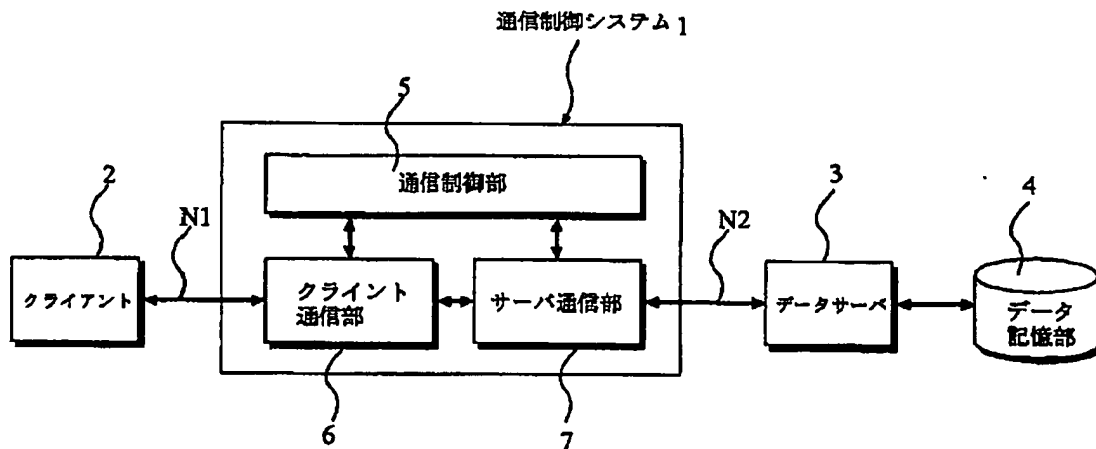 通信制御システム 1
5
通信制御部
2
N1
N2
3
4
クライアント
クライント
通信部
サーバ通信部
データサーバ
データ
記憶部
6
7